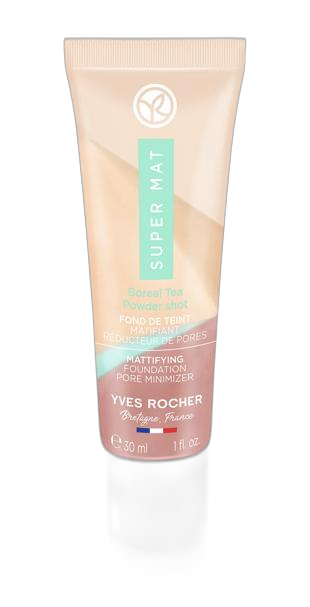 SUPER MAT
Boreal Tea
Powder shot
FOND DE TEINT
MATIFIANT
RÉDUCTEUR DE PORES
MATTIFYING
FOUNDATION
PORE MINIMIZER
YVES ROCHER
Bretagne, France
℮ 30 ml 1 fl. oz.